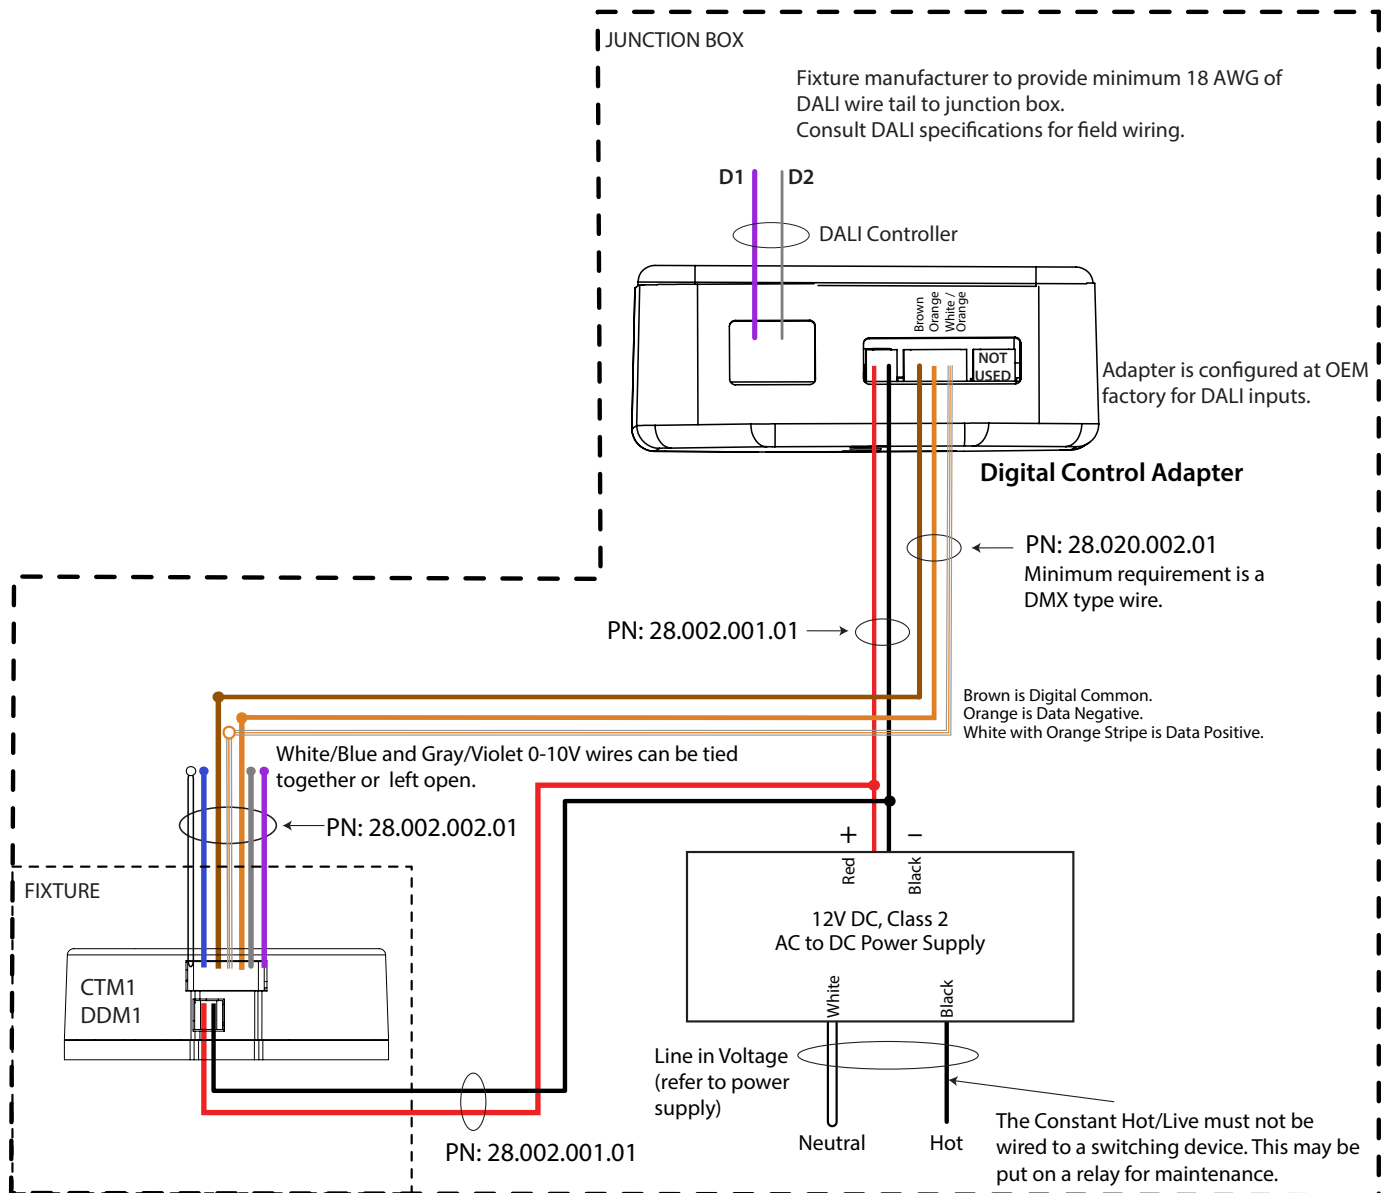 JUNCTION BOX
Fixture manufacturer to provide minimum 18 AWG of
DALI wire tail to junction box.
Consult DALI specifications for field wiring.
D1
D2
DALI Controller
Brown
Orange
White /
Orange
NOT
USED
Adapter is configured at OEM
factory for DALI inputs.
Digital Control Adapter
PN: 28.020.002.01
Minimum requirement is a
DMX type wire.
PN: 28.002.001.01
Brown is Digital Common.
Orange is Data Negative.
White with Orange Stripe is Data Positive.
White/Blue and Gray/Violet 0-10V wires can be tied
together or left open.
PN: 28.002.002.01
+
–
Red
Black
FIXTURE
12V DC, Class 2
AC to DC Power Supply
CTM1
DDM1
White
Black
Line in Voltage
(refer to power
supply)
Neutral
Hot
The Constant Hot/Live must not be
wired to a switching device. This may be
put on a relay for maintenance.
PN: 28.002.001.01